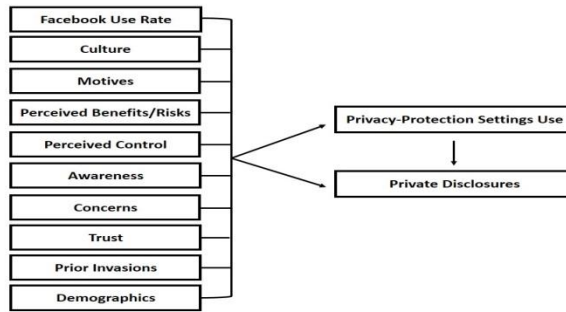 Facebook Use Rate
Culture
Motives
Perceived Benefits/Risks
Perceived Control
Awareness
Concerns
Trust
Prior Invasions
Demographics
Privacy-Protection Settings Use
Private Disclosures